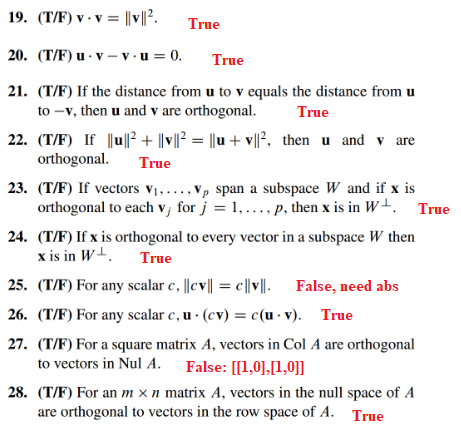 19. (T/F) v · v = ‖v‖². True
20. (T/F) u · v − v · u = 0. True
21. (T/F) If the distance from u to v equals the distance from u
to −v, then u and v are orthogonal. True
22. (T/F) If ‖u‖² + ‖v‖² = ‖u + v‖², then u and v are
orthogonal. True
23. (T/F) If vectors v₁, . . . , vₚ span a subspace W and if x is
orthogonal to each vⱼ for j = 1, . . . , p, then x is in W⊥. True
24. (T/F) If x is orthogonal to every vector in a subspace W then
x is in W⊥. True
25. (T/F) For any scalar c, ‖cv‖ = c‖v‖. False, need abs
26. (T/F) For any scalar c, u · (cv) = c(u · v). True
27. (T/F) For a square matrix A, vectors in Col A are orthogonal
to vectors in Nul A. False: [[1,0],[1,0]]
28. (T/F) For an m × n matrix A, vectors in the null space of A
are orthogonal to vectors in the row space of A. True